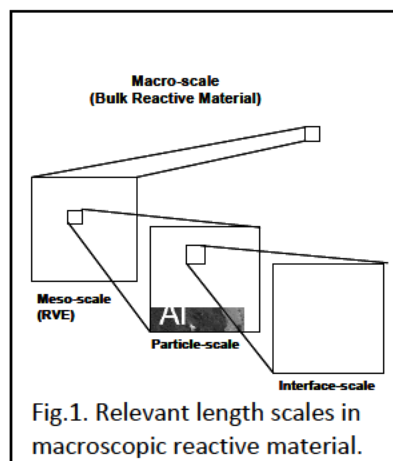 Macro-scale
(Bulk Reactive Material)
Meso-scale
(RVE)
Al
Particle-scale
Interface-scale
Fig.1. Relevant length scales in
macroscopic reactive material.